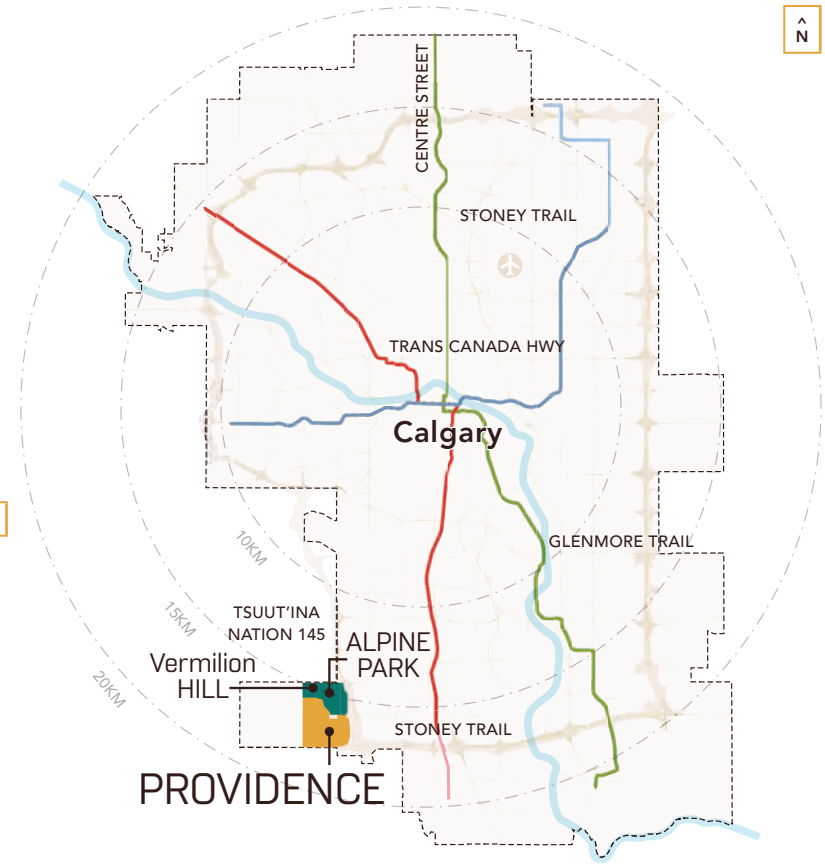 ^
N
CENTRE STREET
STONEY TRAIL
TRANS CANADA HWY
Calgary
GLENMORE TRAIL
10KM
15KM
20KM
TSUUT'INA
NATION 145
ALPINE
PARK
Vermilion
HILL
STONEY TRAIL
PROVIDENCE